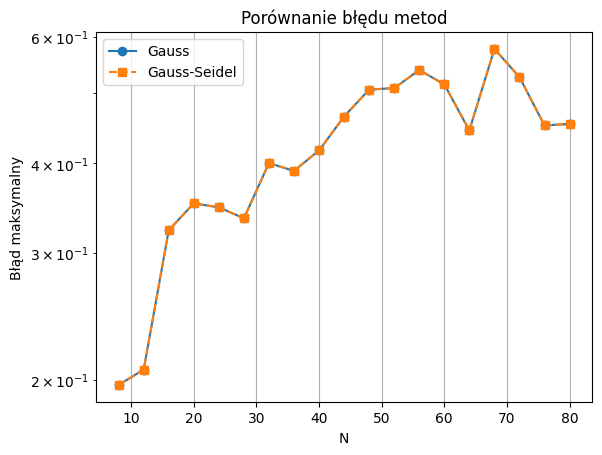 Porównanie błędu metod
Gauss
Gauss-Seidel
Błąd maksymalny
6 × 10⁻¹
4 × 10⁻¹
3 × 10⁻¹
2 × 10⁻¹
10 20 30 40 50 60 70 80
N